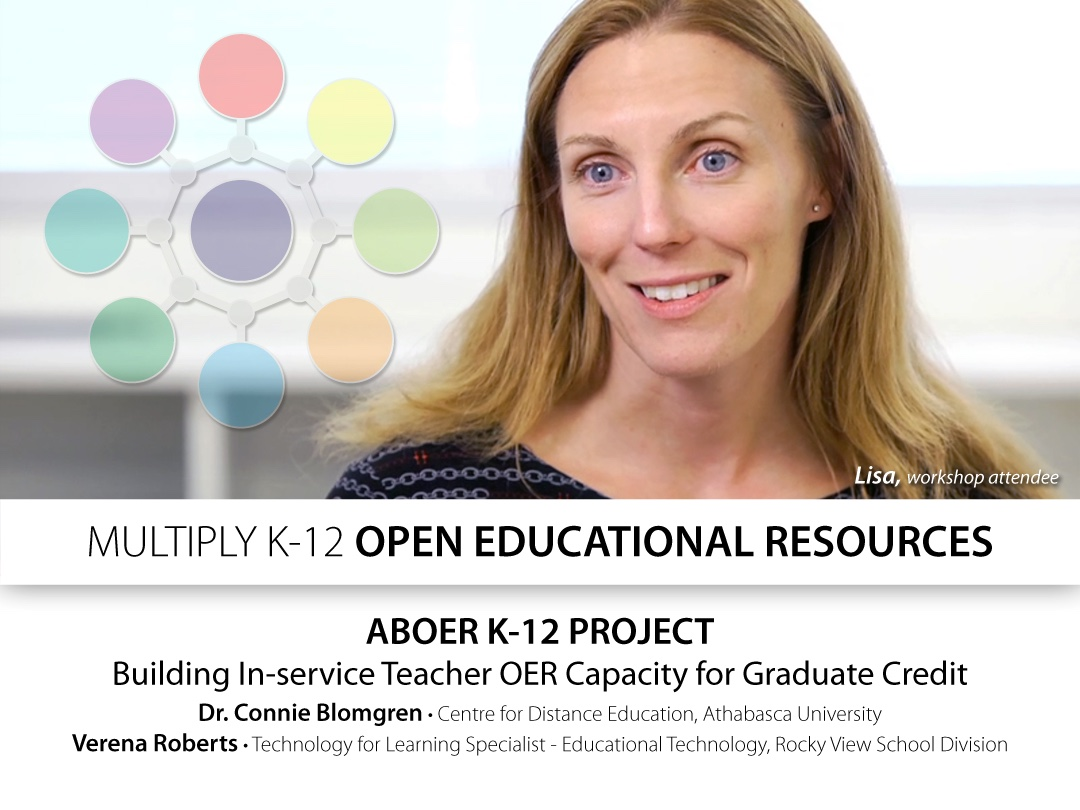 Lisa, workshop attendee
MULTIPLY K-12 OPEN EDUCATIONAL RESOURCES
ABOER K-12 PROJECT
Building In-service Teacher OER Capacity for Graduate Credit
Dr. Connie Blomgren · Centre for Distance Education, Athabasca University
Verena Roberts · Technology for Learning Specialist - Educational Technology, Rocky View School Division